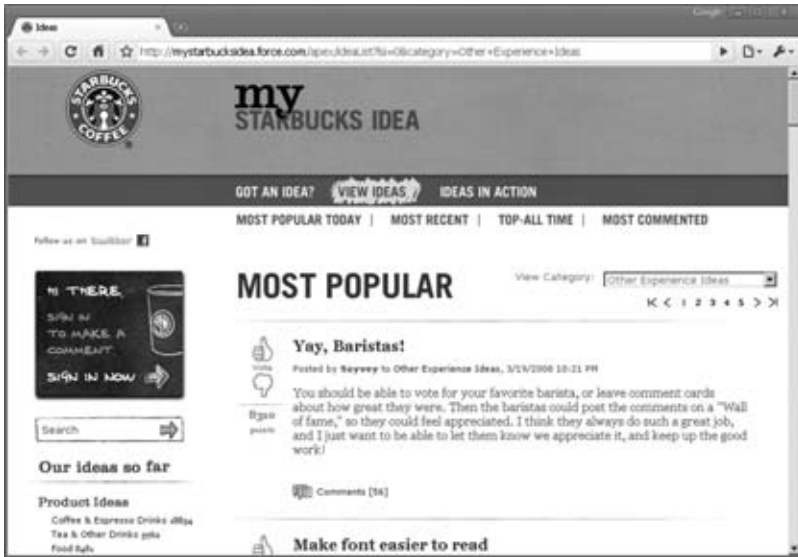 Google
Ideas
http://mystarbucksidea.force.com/apex/ideaList?lsi=0&category=Other+Experience+Ideas
STARBUCKS
COFFEE
my
STARBUCKS IDEA
GOT AN IDEA? VIEW IDEAS IDEAS IN ACTION
MOST POPULAR TODAY | MOST RECENT | TOP-ALL TIME | MOST COMMENTED
Follow us on twitter
HI THERE,
SIGN IN
TO MAKE A
COMMENT.
SIGN IN NOW
Search
Our ideas so far
Product Ideas
Coffee & Espresso Drinks
Tea & Other Drinks
Food
MOST POPULAR
View Category: Other Experience Ideas
1 2 3 4 5
Yay, Baristas!
Posted by to Other Experience Ideas, 3/19/2008 10:21 PM
vote
8310
points
You should be able to vote for your favorite barista, or leave comment cards
about how great they were. Then the baristas could post the comments on a "Wall
of fame," so they could feel appreciated. I think they always do such a great job,
and I just want to be able to let them know we appreciate it, and keep up the good
work!
Comments [56]
Make font easier to read